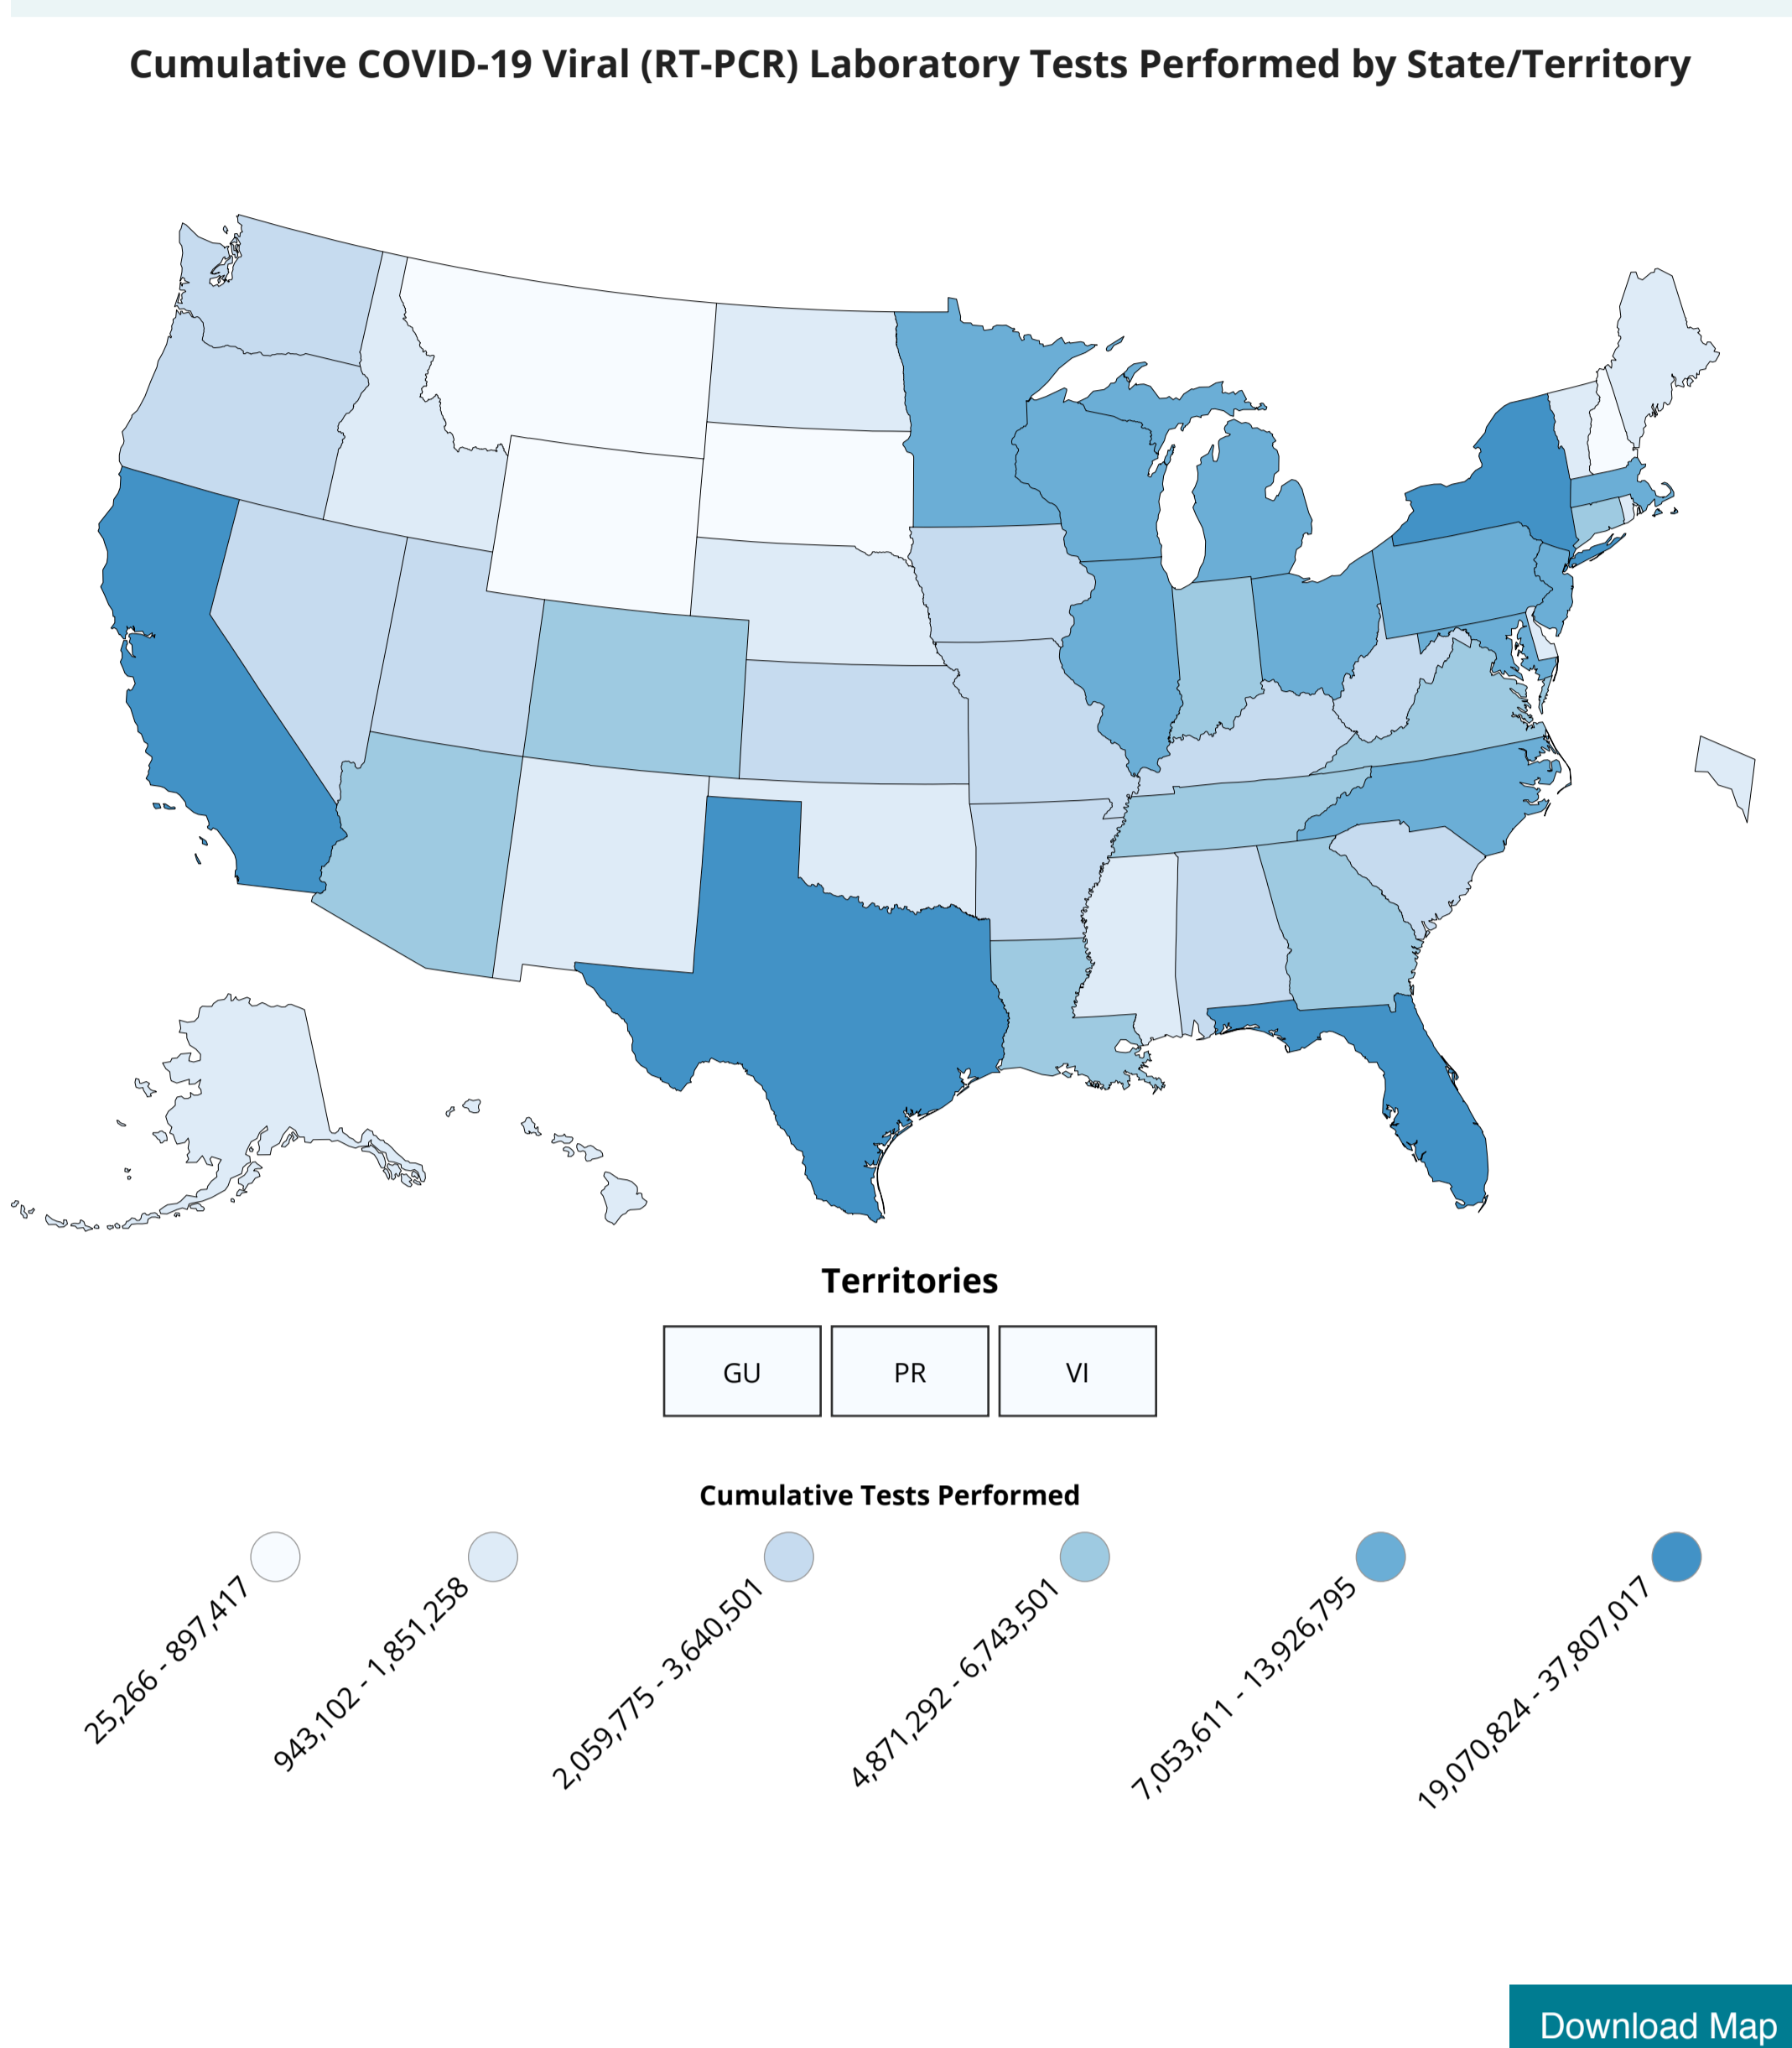 Cumulative COVID-19 Viral (RT-PCR) Laboratory Tests Performed by State/Territory
Territories
GU
PR
VI
Cumulative Tests Performed
25,266 - 897,417
943,102 - 1,851,258
2,059,775 - 3,640,501
4,871,292 - 6,743,501
7,053,611 - 13,926,795
19,070,824 - 37,807,017
Download Map